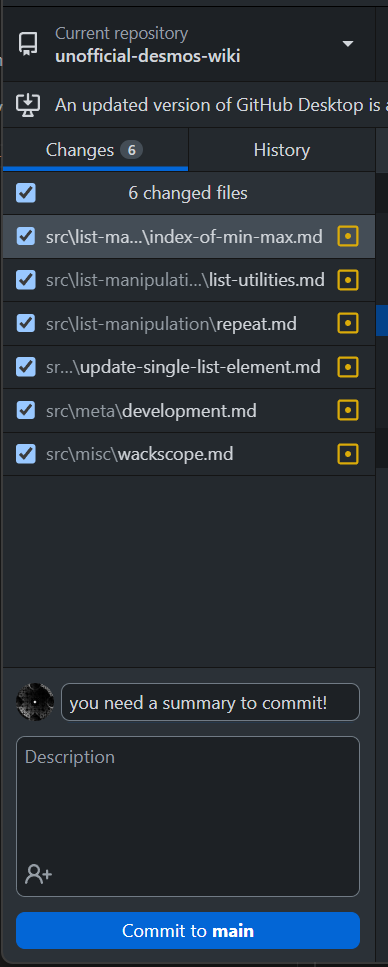 Current repository
unofficial-desmos-wiki
An updated version of GitHub Desktop is
Changes 6 History
6 changed files
src\list-ma...\index-of-min-max.md
src\list-manipulati...\list-utilities.md
src\list-manipulation\repeat.md
sr...\update-single-list-element.md
src\meta\development.md
src\misc\wackscope.md
you need a summary to commit!
Description
Commit to main